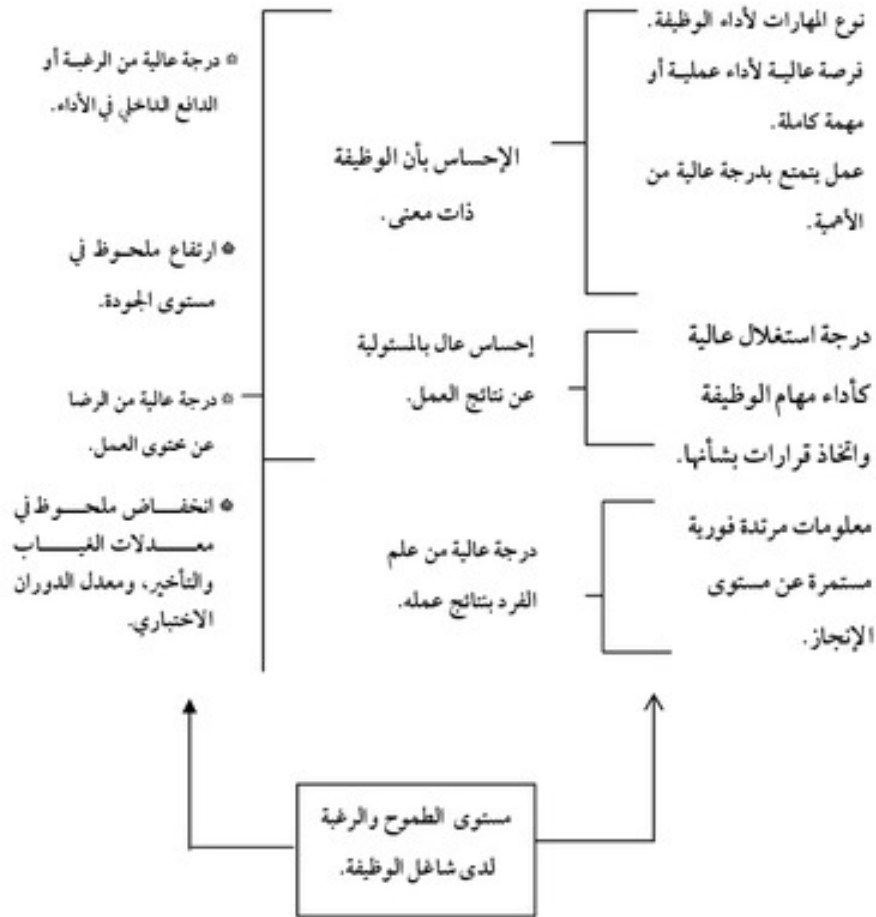 نوع المهارات لأداء الوظيفة.
فرصة عالية لأداء عملية أو
مهمة كاملة.
عمل يتمتع بدرجة عالية من
الأهمية.
درجة استغلال عالية
كأداء مهام الوظيفة
واتخاذ قرارات بشأنها.
معلومات مرتدة فورية
مستمرة عن مستوى
الإنجاز.
الإحساس بأن الوظيفة
ذات معنى.
إحساس عال بالمسئولية
عن نتائج العمل.
درجة عالية من علم
الفرد بنتائج عمله.
* درجة عالية من الرغبة أو
الدافع الداخلي في الأداء.
* ارتفاع ملحوظ في
مستوى الجودة.
* درجة عالية من الرضا
عن محتوى العمل.
* انخفاض ملحوظ في
معدلات الغياب
والتأخير، ومعدل الدوران
الاختباري.
مستوى الطموح والرغبة
لدى شاغل الوظيفة.